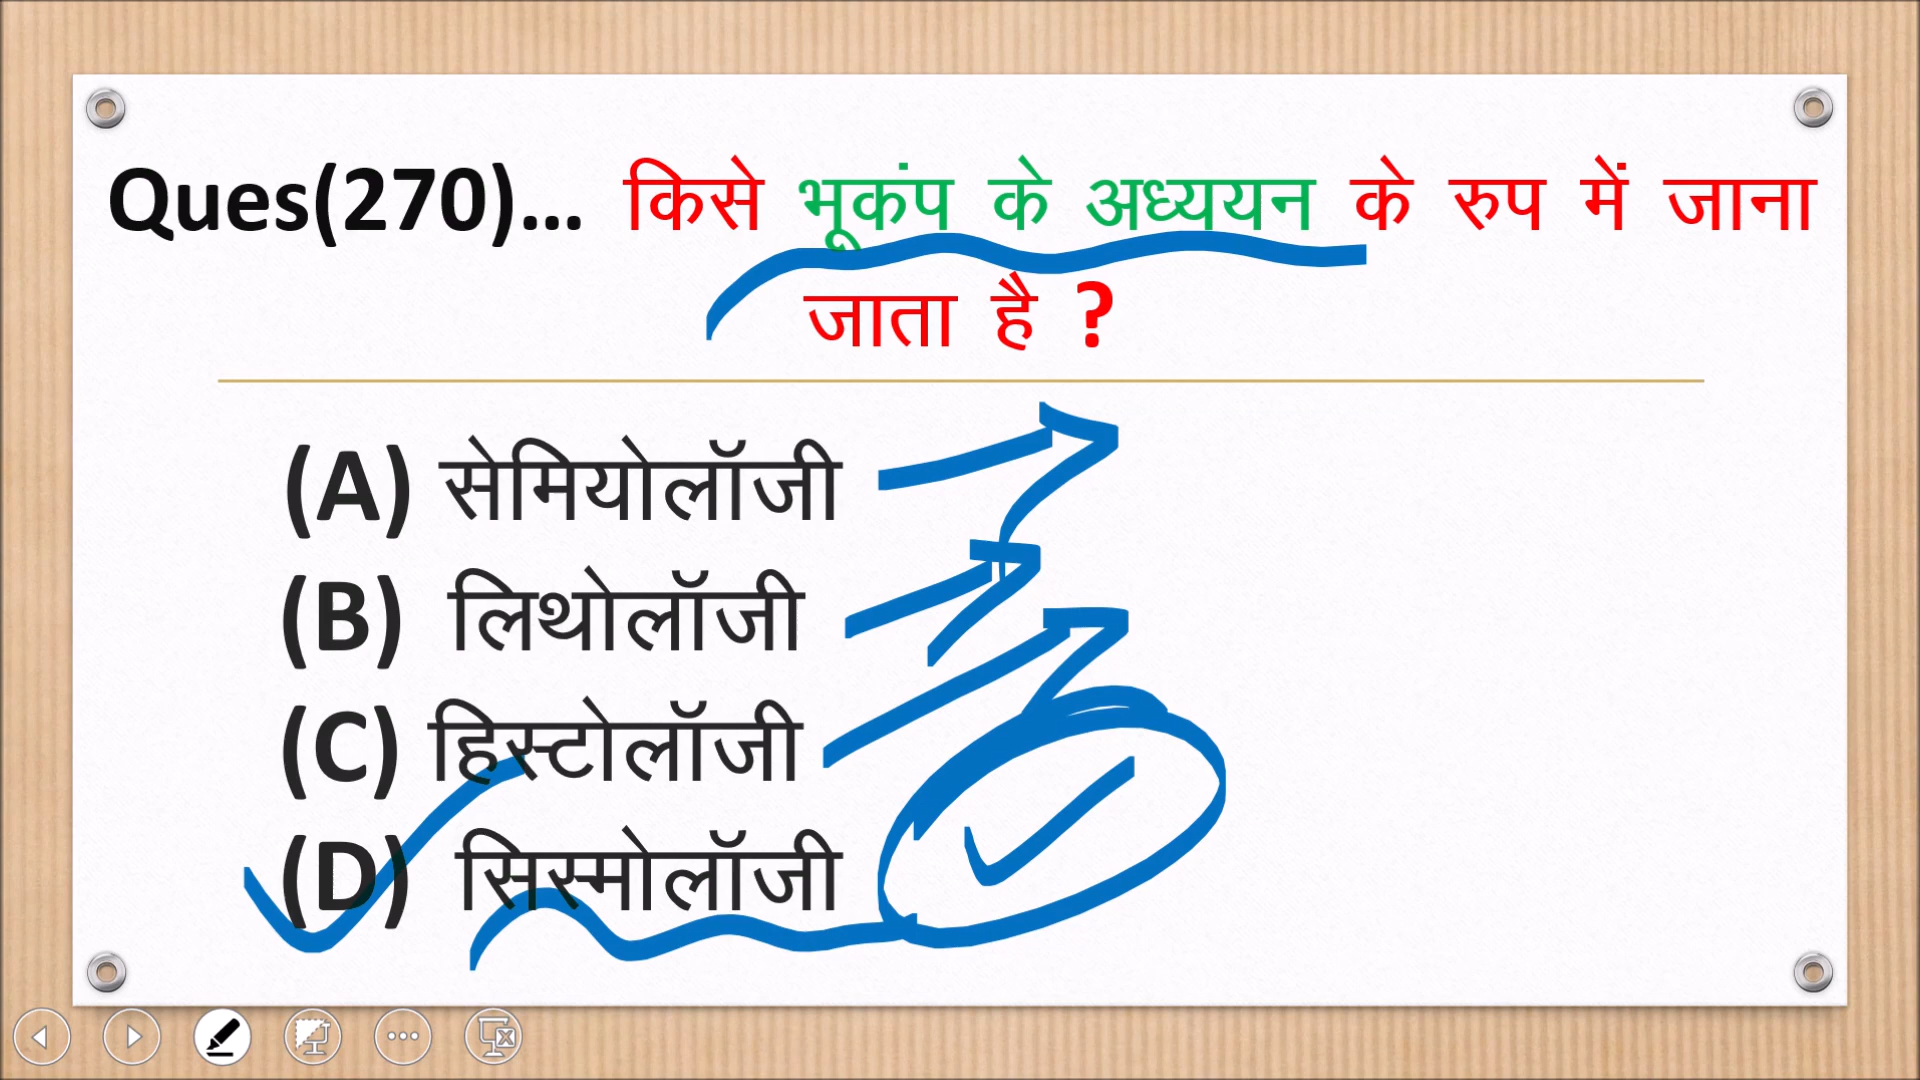 Ques(270)... किसे भूकंप के अध्ययन के रुप में जाना
जाता है ?
(A) सेमियोलॉजी
(B) लिथोलॉजी
(C) हिस्टोलॉजी
(D) सिस्मोलॉजी